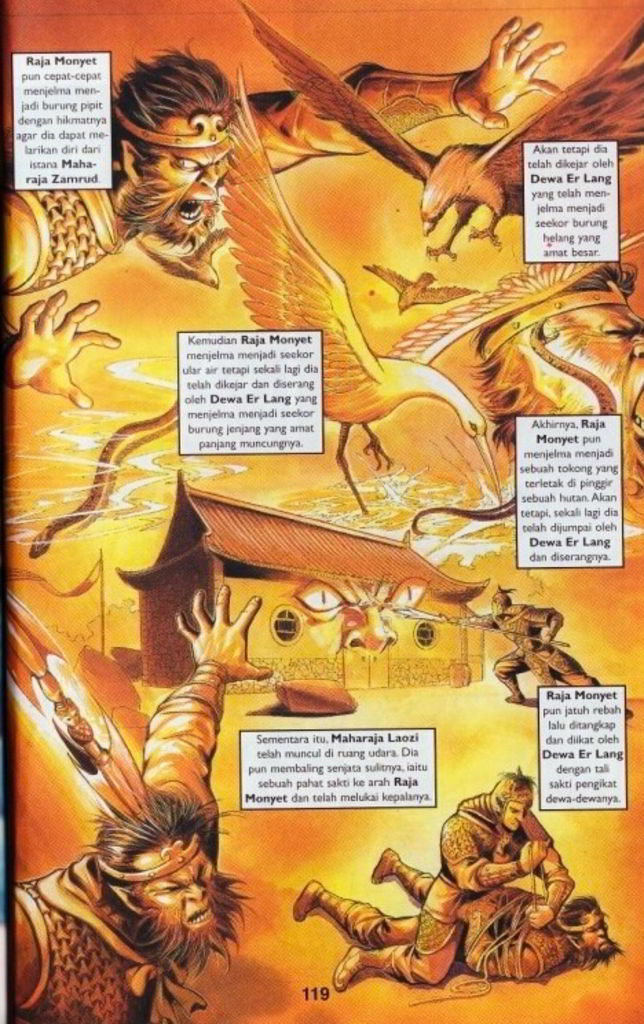 Raja Monyet
pun cepat-cepat
menjelma men-
jadi burung pipit
dengan hikmatnya
agar dia dapat me-
larikan diri dari
istana Maha-
raja Zamrud.
Akan tetapi dia
telah dikejar oleh
Dewa Er Lang
yang telah men-
jelma menjadi
seekor burung
helang yang
amat besar.
Kemudian Raja Monyet
menjelma menjadi seekor
ular air tetapi sekali lagi dia
telah dikejar dan diserang
oleh Dewa Er Lang yang
menjelma menjadi seekor
burung jenjang yang amat
panjang muncungnya.
Akhirnya, Raja
Monyet pun
menjelma menjadi
sebuah tokong yang
terletak di pinggir
sebuah hutan. Akan
tetapi, sekali lagi dia
telah dijumpai oleh
Dewa Er Lang
dan diserangnya.
Sementara itu, Maharaja Laozi
telah muncul di ruang udara. Dia
pun membaling senjata sulitnya, iaitu
sebuah pahat sakti ke arah Raja
Monyet dan telah melukai kepalanya.
Raja Monyet
pun jatuh rebah
lalu ditangkap
dan diikat oleh
Dewa Er Lang
dengan tali
sakti pengikat
dewa-dewanya.
119